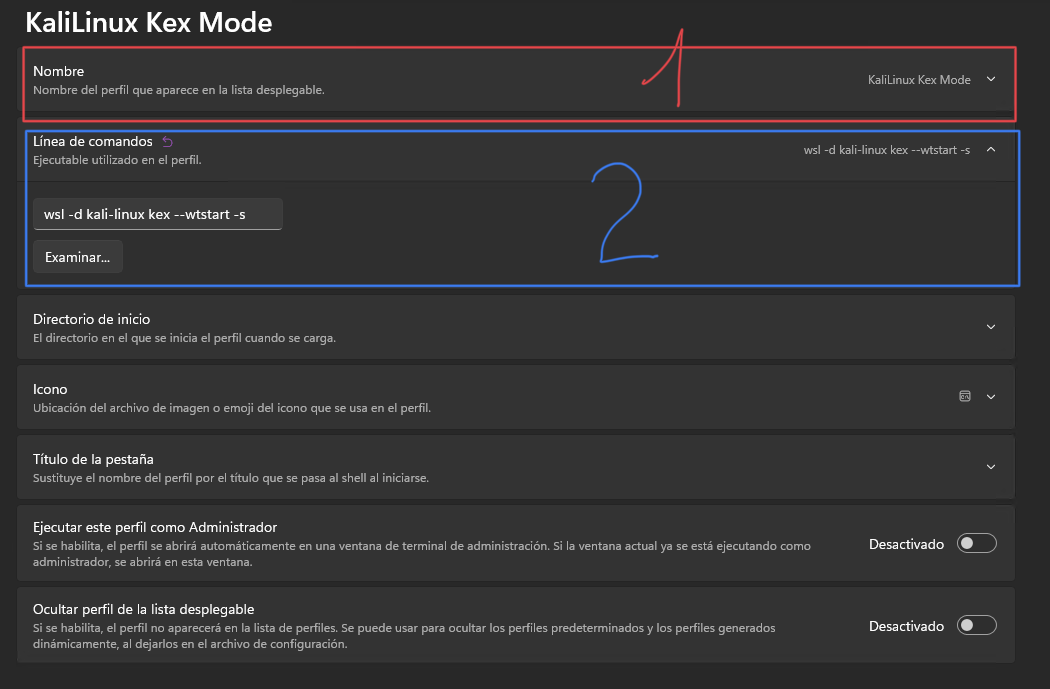 KaliLinux Kex Mode
1
Nombre
Nombre del perfil que aparece en la lista desplegable.
KaliLinux Kex Mode
Línea de comandos
Ejecutable utilizado en el perfil.
wsl -d kali-linux kex --wtstart -s
2
wsl -d kali-linux kex --wtstart -s
Examinar...
Directorio de inicio
El directorio en el que se inicia el perfil cuando se carga.
Icono
Ubicación del archivo de imagen o emoji del icono que se usa en el perfil.
Título de la pestaña
Sustituye el nombre del perfil por el título que se pasa al shell al iniciarse.
Ejecutar este perfil como Administrador
Si se habilita, el perfil se abrirá automáticamente en una ventana de terminal de administración. Si la ventana actual ya se está ejecutando como
administrador, se abrirá en esta ventana.
Desactivado
Ocultar perfil de la lista desplegable
Si se habilita, el perfil no aparecerá en la lista de perfiles. Se puede usar para ocultar los perfiles predeterminados y los perfiles generados
dinámicamente, al dejarlos en el archivo de configuración.
Desactivado